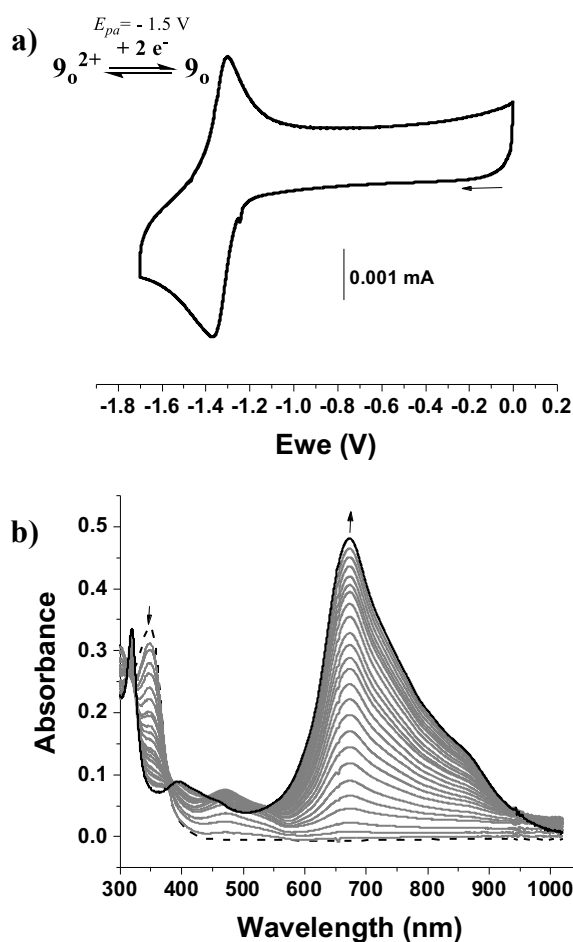 a)
Epa= - 1.5 V
+ 2 e-
9o2+ 9o
0.001 mA
-1.8 -1.6 -1.4 -1.2 -1.0 -0.8 -0.6 -0.4 -0.2 0.0 0.2
Ewe (V)
b)
0.5
0.4
0.3
0.2
0.1
0.0
Absorbance
300 400 500 600 700 800 900 1000
Wavelength (nm)